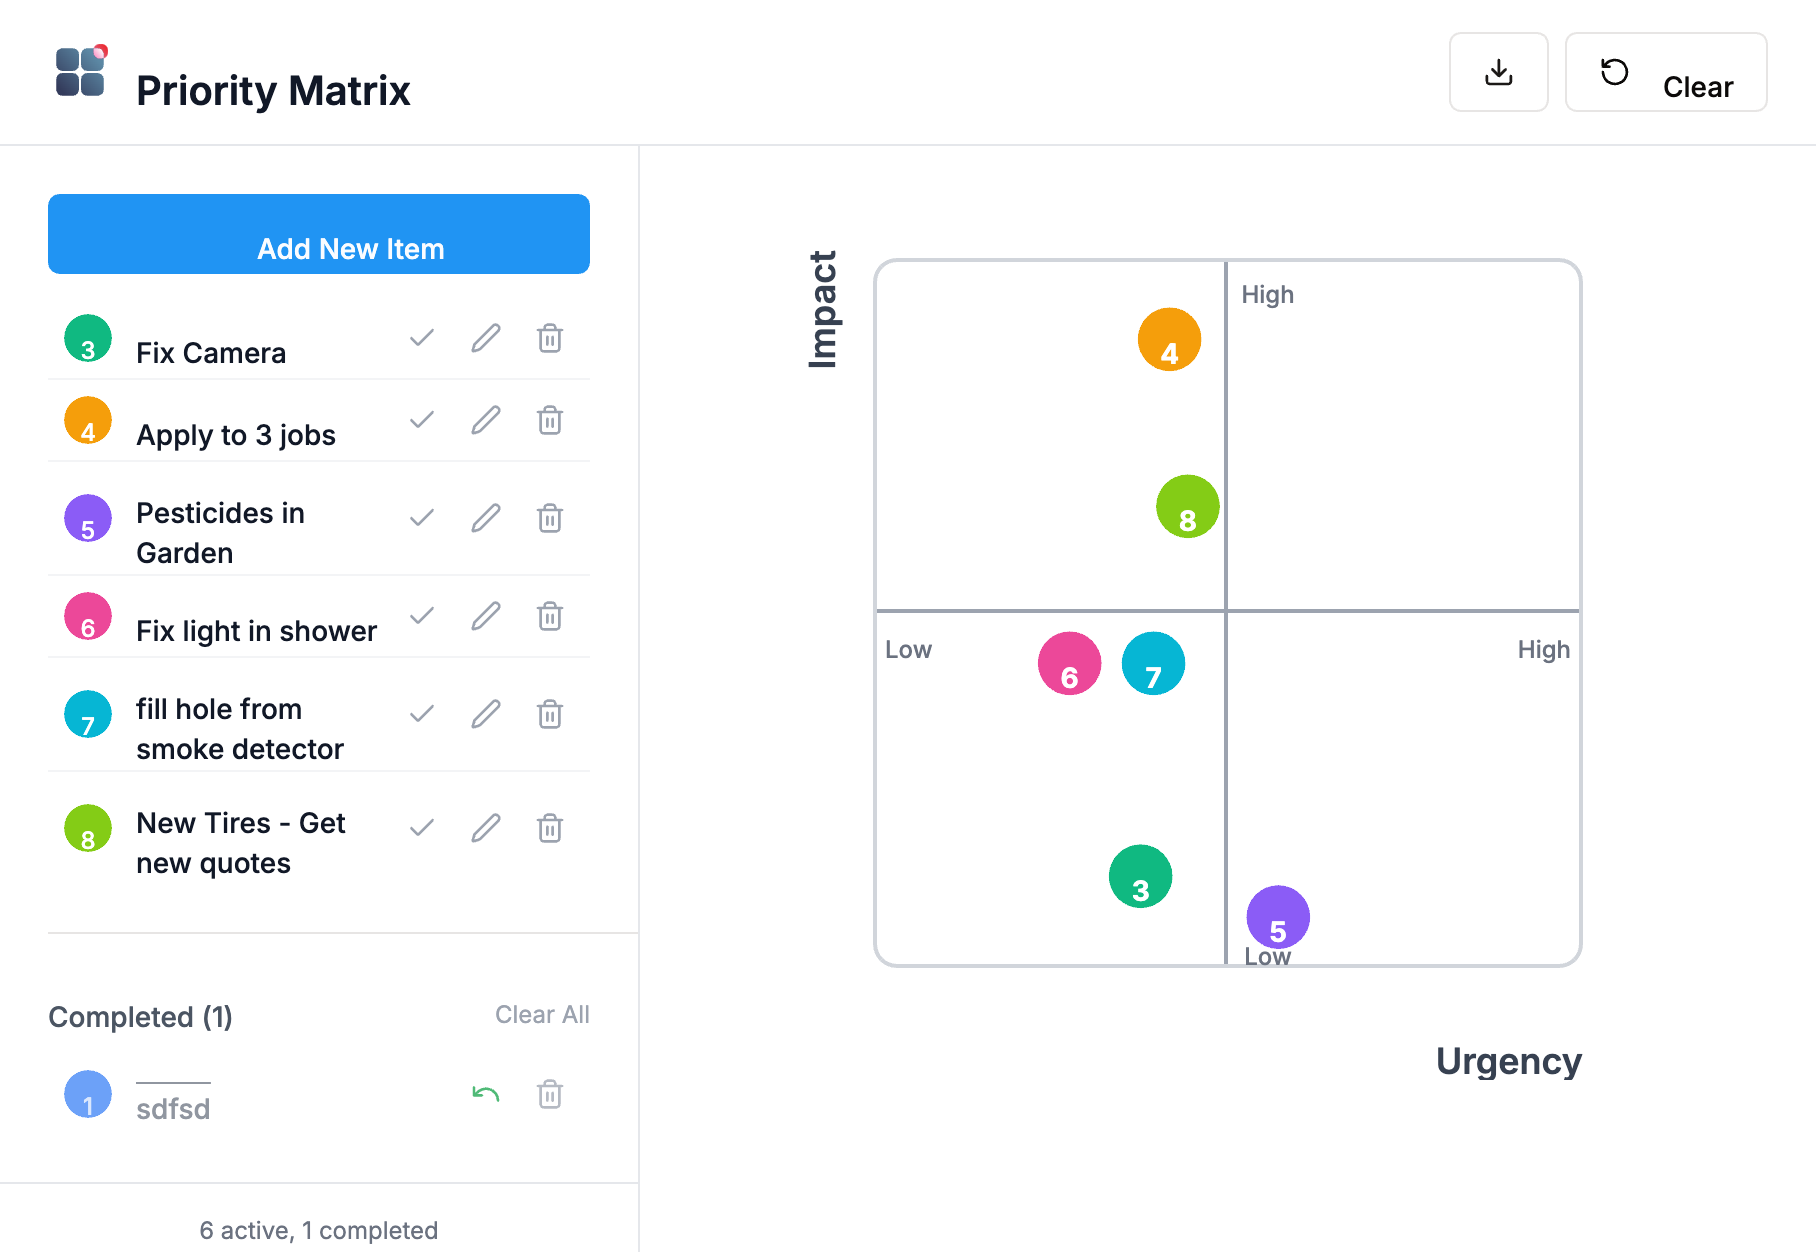 Priority Matrix
Clear
Add New Item
3
Fix Camera
4
Apply to 3 jobs
5
Pesticides in
Garden
6
Fix light in shower
7
fill hole from
smoke detector
8
New Tires - Get
new quotes
Completed (1)
Clear All
1
sdfsd
6 active, 1 completed
Impact
High
4
8
Low
High
6
7
3
5
Low
Urgency